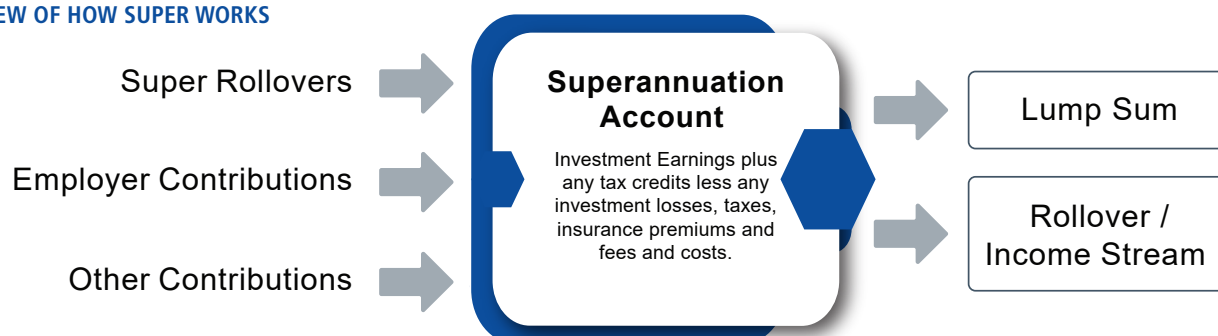 OF HOW SUPER WORKS
Super Rollovers
Employer Contributions
Other Contributions
Superannuation
Account
Investment Earnings plus
any tax credits less any
investment losses, taxes,
insurance premiums and
fees and costs.
Lump Sum
Rollover /
Income Stream